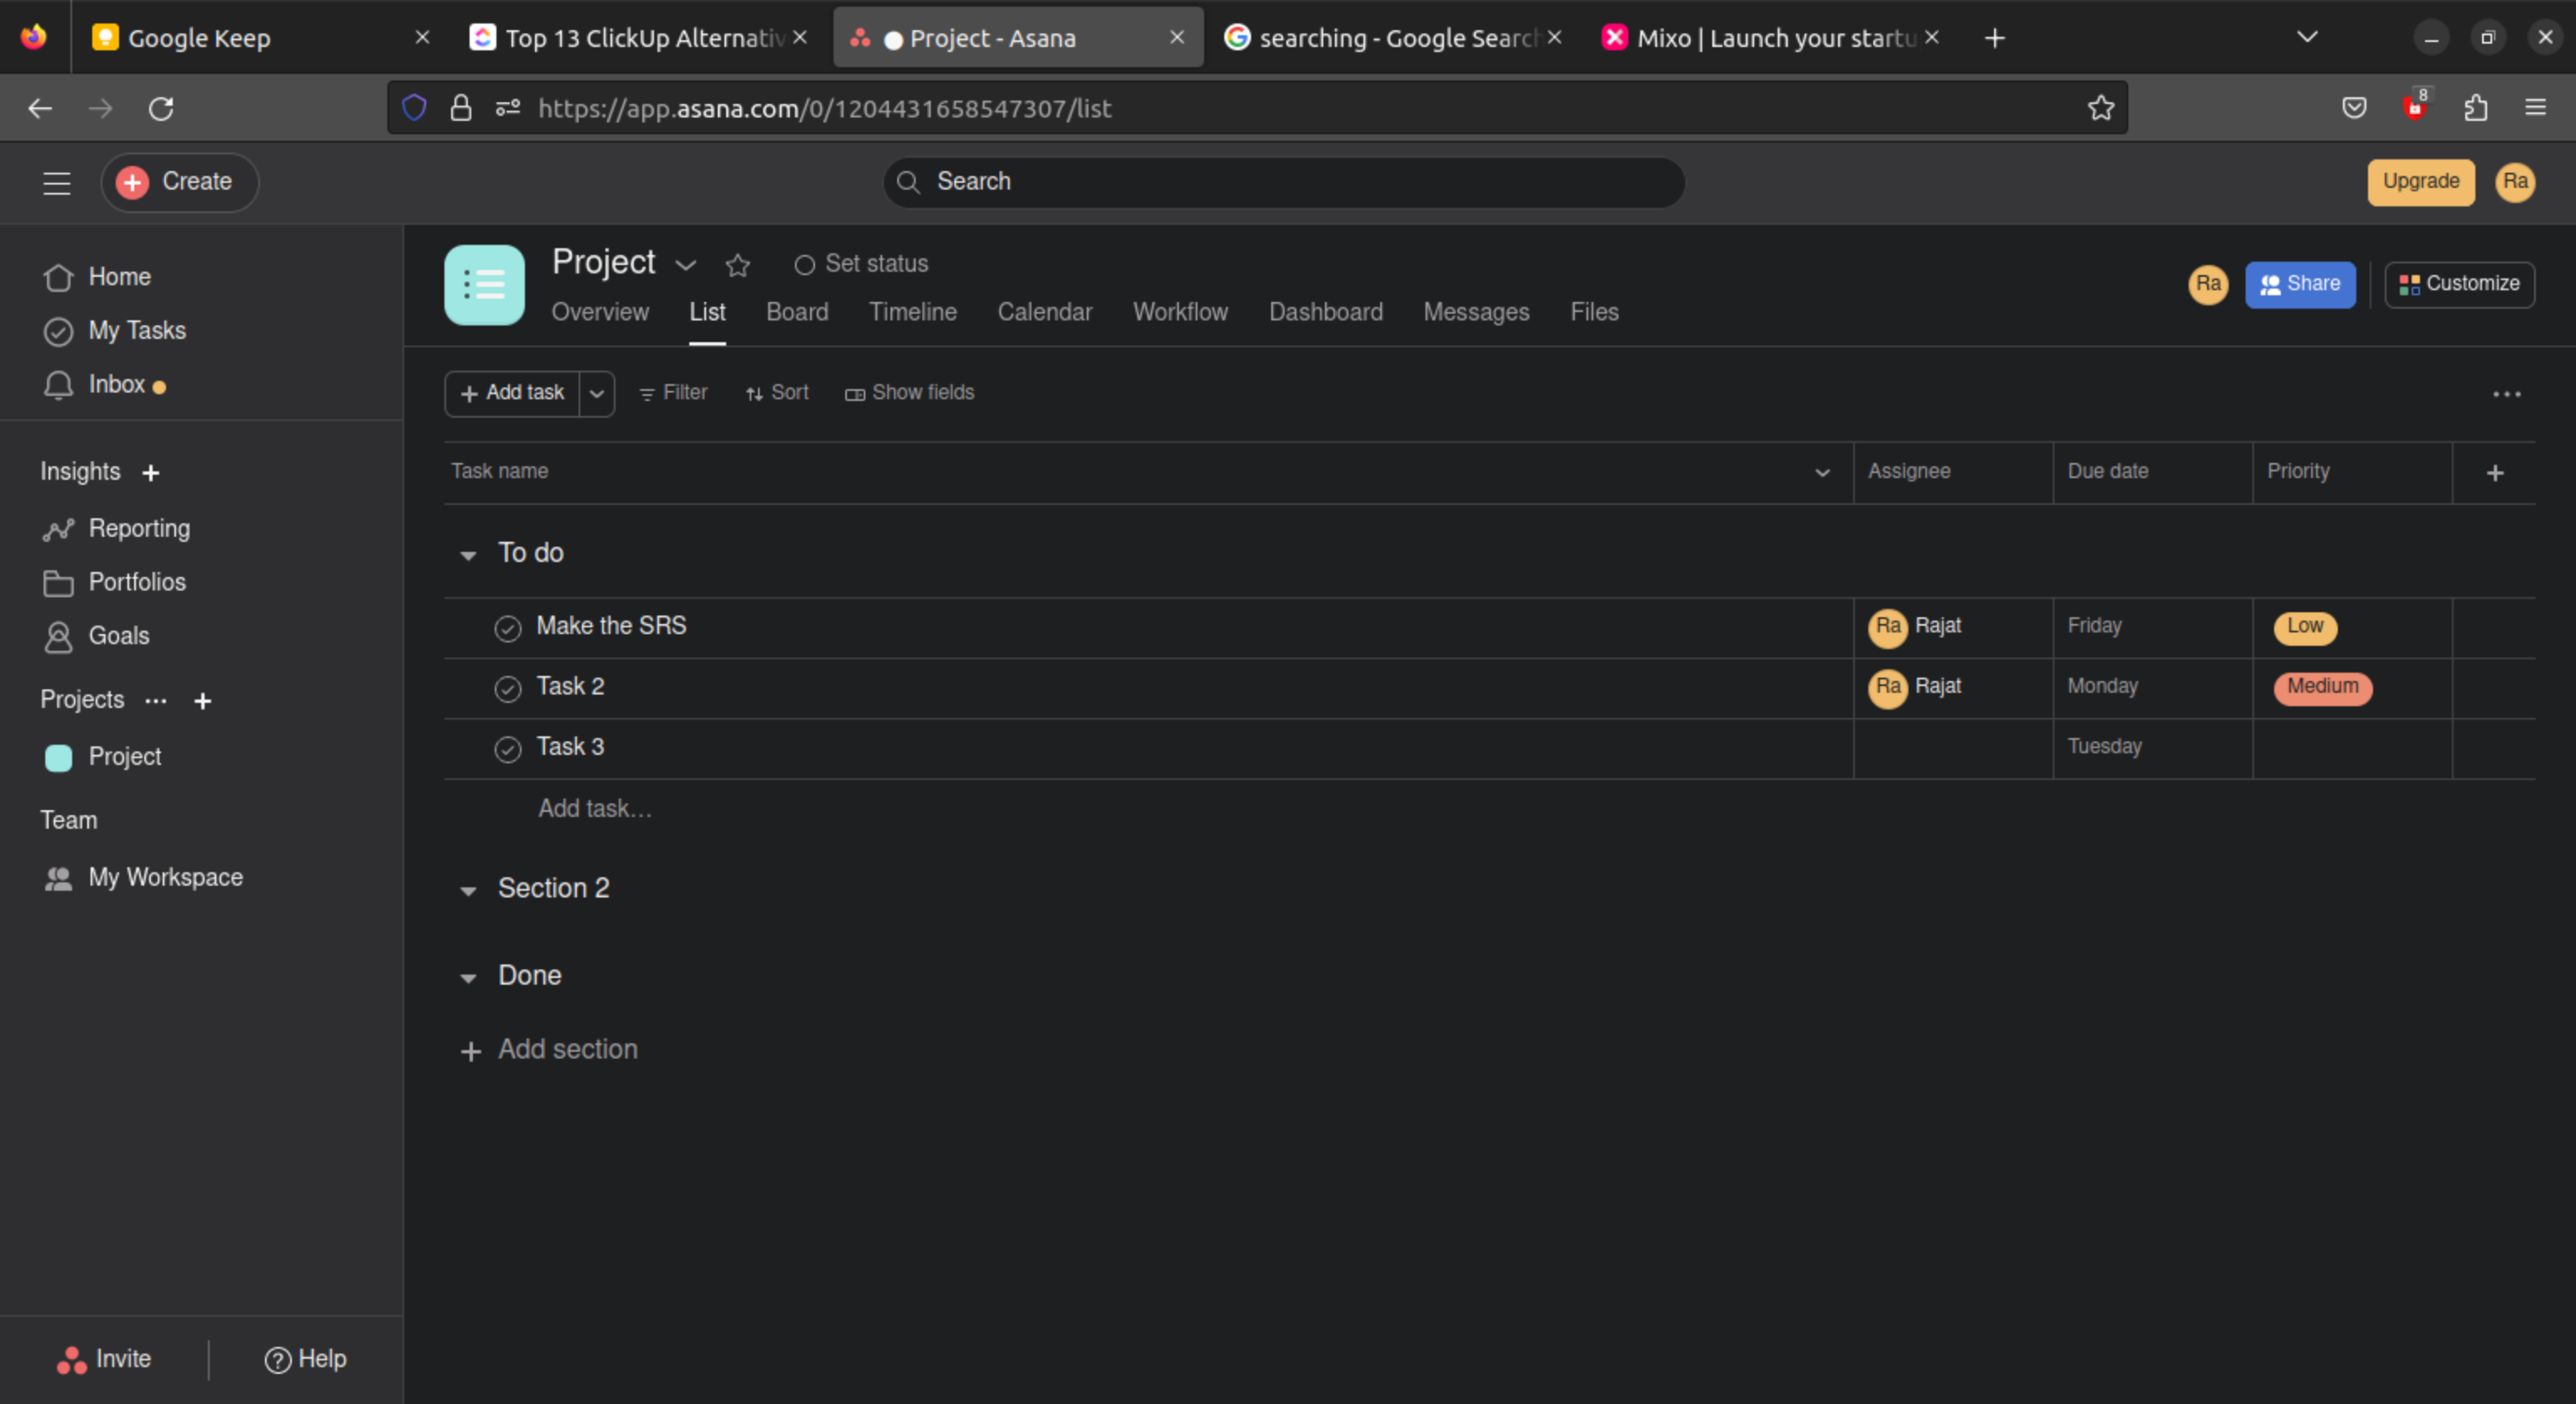 Google Keep
Top 13 ClickUp Alternativ
Project - Asana
searching - Google Search
Mixo | Launch your startu
https://app.asana.com/0/1204431658547307/list
8
Create
Search
Upgrade
Ra
Home
My Tasks
Inbox
Insights
Reporting
Portfolios
Goals
Projects
Project
Team
My Workspace
Invite
Help
Project
Set status
Ra
Share
Customize
Overview List Board Timeline Calendar Workflow Dashboard Messages Files
+ Add task
Filter
Sort
Show fields
Task name Assignee Due date Priority
To do
Make the SRS Ra Rajat Friday Low
Task 2 Ra Rajat Monday Medium
Task 3 Tuesday
Add task...
Section 2
Done
+ Add section